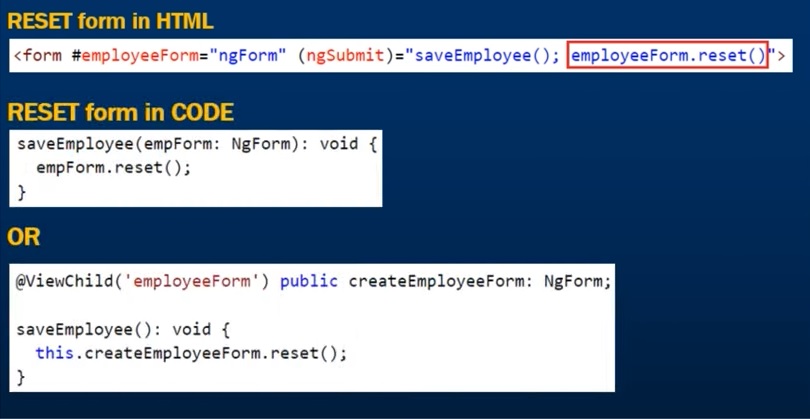 RESET form in HTML
<form #employeeForm="ngForm" (ngSubmit)="saveEmployee(); employeeForm.reset()">
RESET form in CODE
saveEmployee(empForm: NgForm): void {
empForm.reset();
}
OR
@ViewChild('employeeForm') public createEmployeeForm: NgForm;
saveEmployee(): void {
this.createEmployeeForm.reset();
}